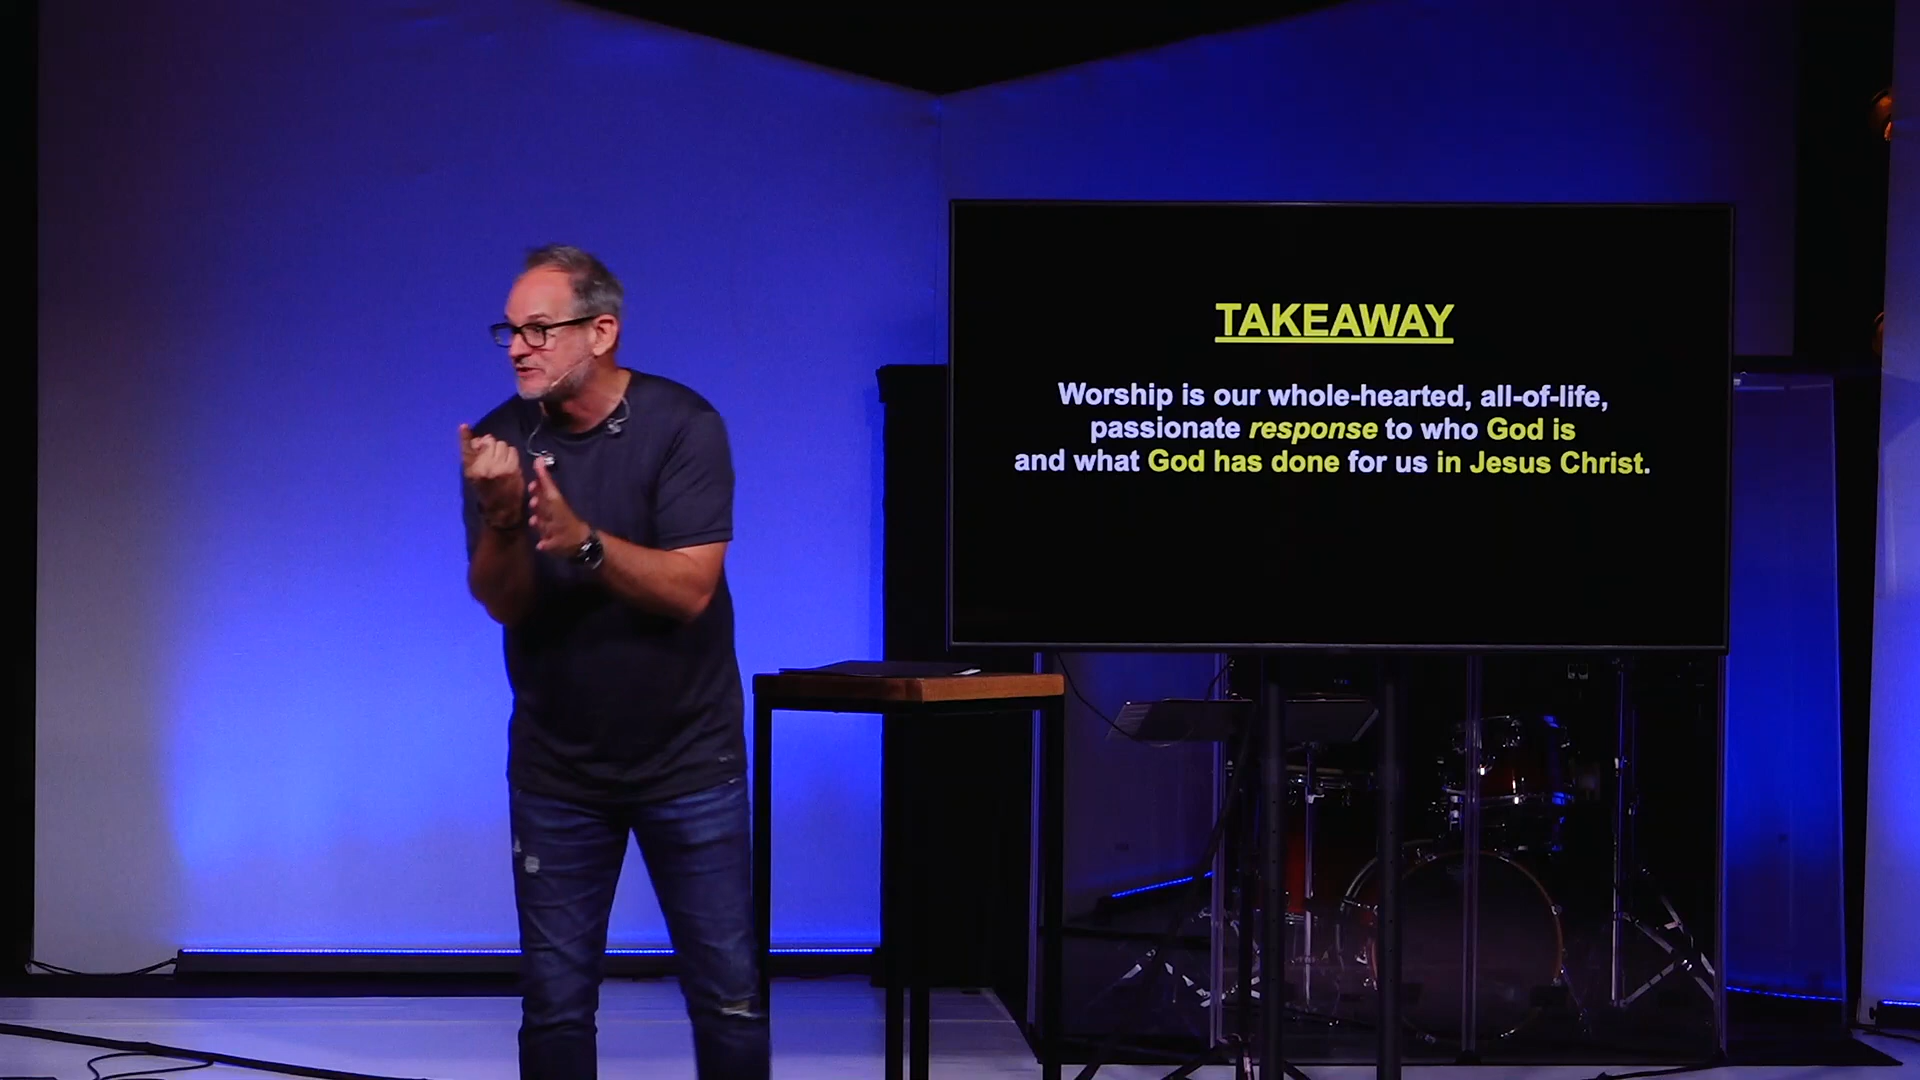 TAKEAWAY
Worship is our whole-hearted, all-of-life,
passionate response to who God is
and what God has done for us in Jesus Christ.